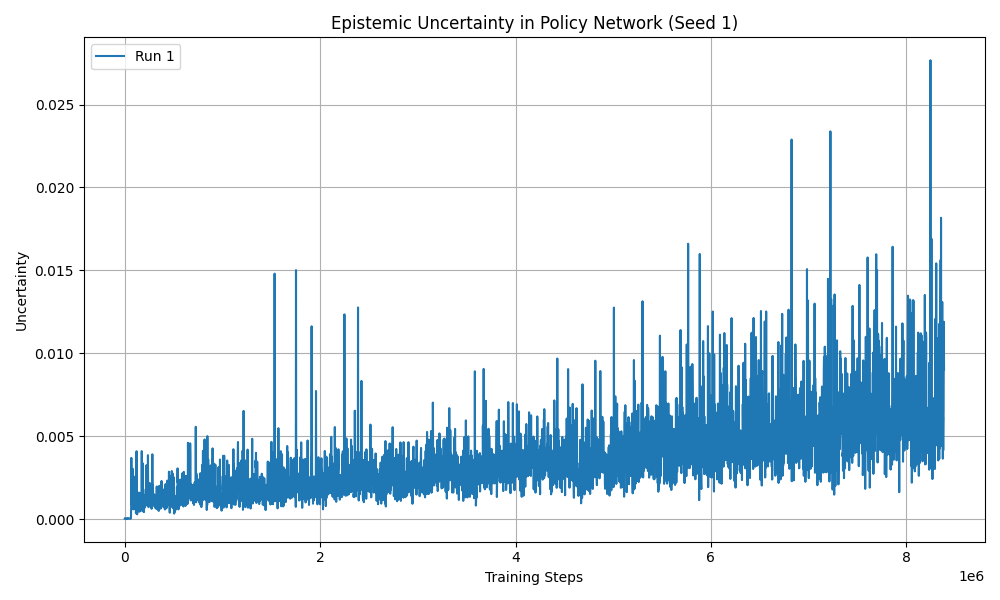 Epistemic Uncertainty in Policy Network (Seed 1)
Run 1
Uncertainty
0.025
0.020
0.015
0.010
0.005
0.000
0 2 4 6 8
1e6
Training Steps